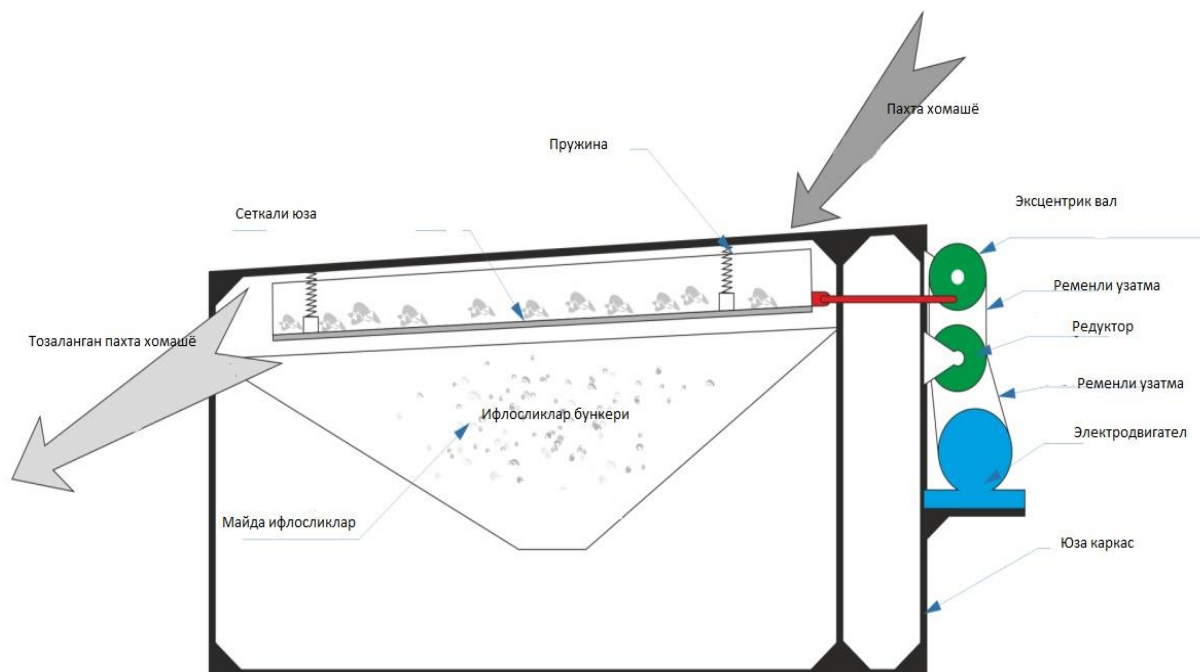 Пахта хомашё
Пружина
Сеткали юза
Эксцентрик вал
Ременли узатма
Редуктор
Тозаланган пахта хомашё
Ременли узатма
Ифлосликлар бункери
Электродвигател
Майда ифлосликлар
Юза каркас